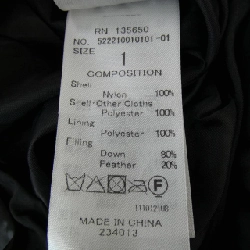 RN 135650
NO. 522210010101-01
SIZE
1
COMPOSITION
Shell
Nylon 100%
Shell-Other Clothes
Polyester 100%
Lining
Polyester 100%
Filling
Down 80%
Feather 20%
F
MADE IN CHINA
234013